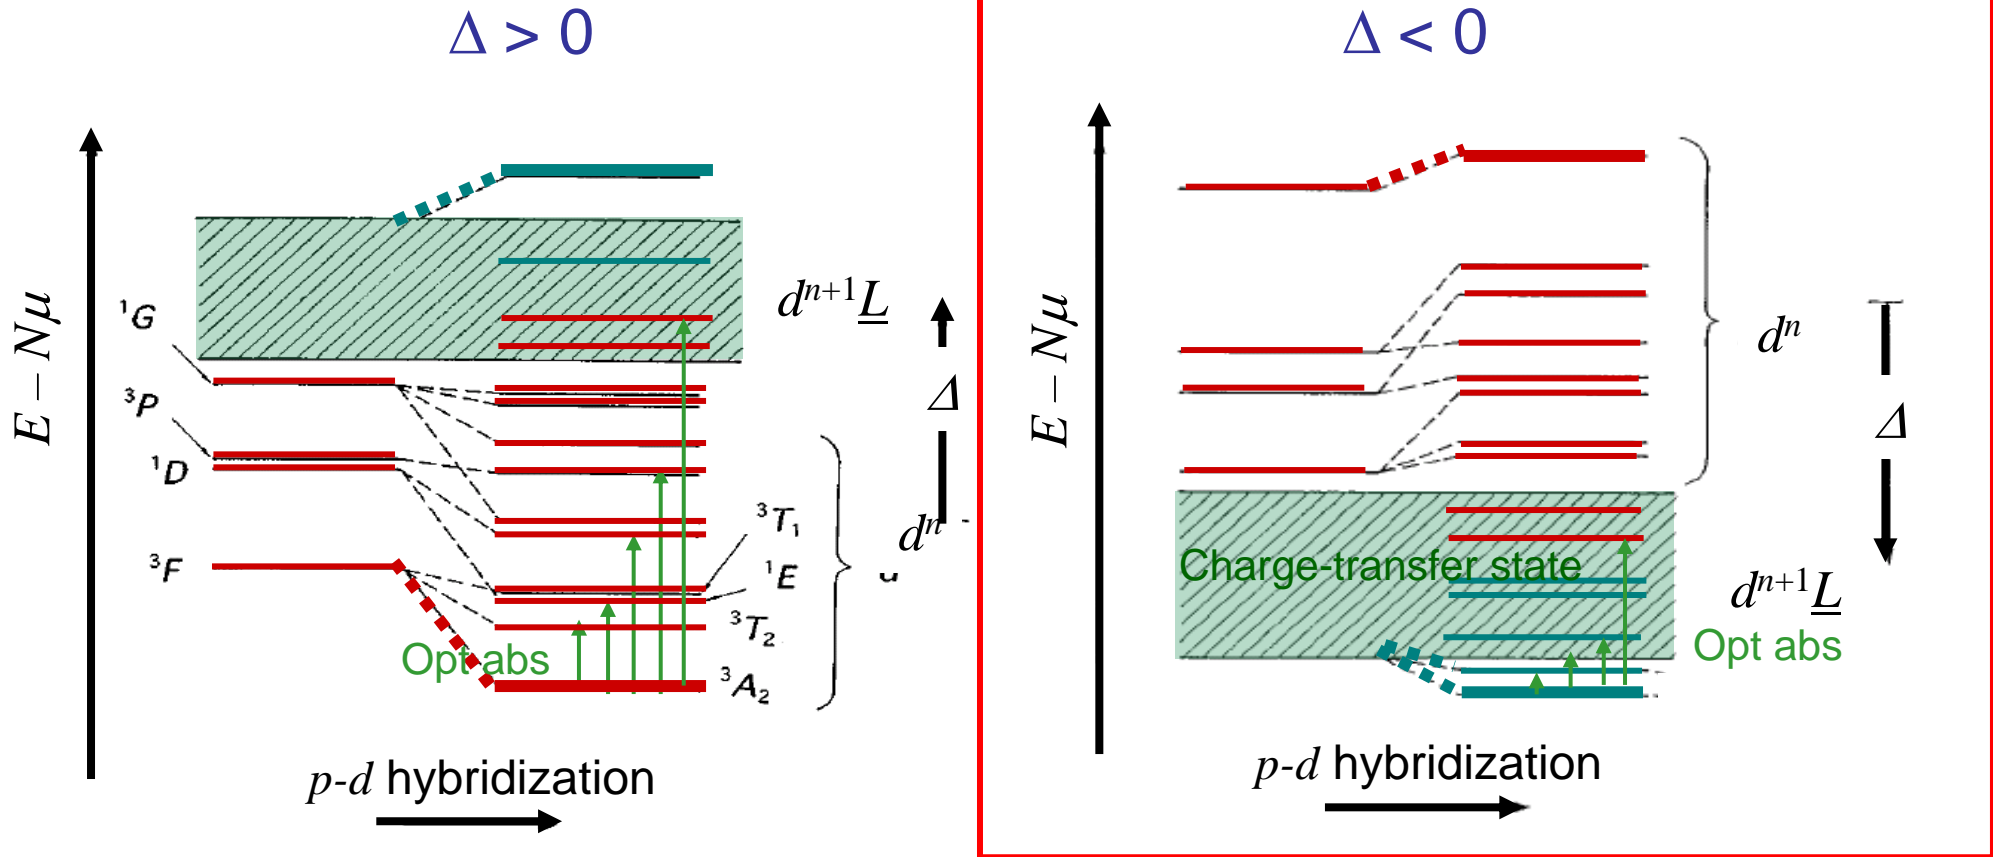 Δ > 0
E – Nμ
¹G
³P
¹D
³F
dⁿ⁺¹L
Δ
dⁿ
³T₁
¹E
³T₂
³A₂
Opt abs
p-d hybridization
Δ < 0
E – Nμ
dⁿ
Δ
Charge-transfer state
dⁿ⁺¹L
Opt abs
p-d hybridization